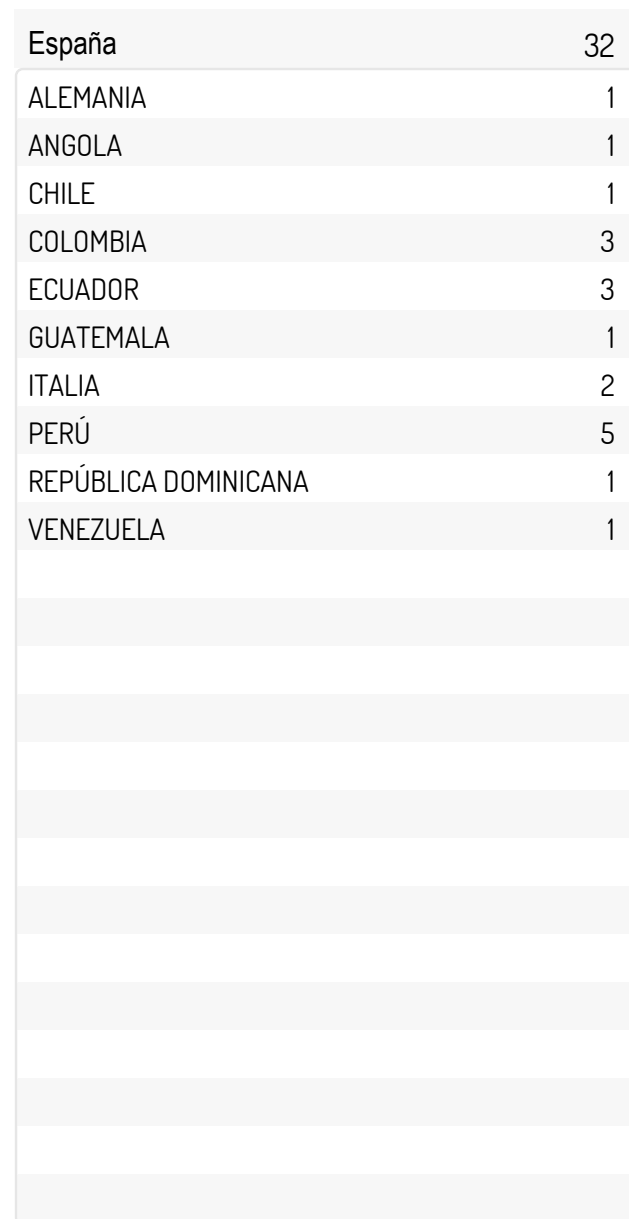 España 32
ALEMANIA 1
ANGOLA 1
CHILE 1
COLOMBIA 3
ECUADOR 3
GUATEMALA 1
ITALIA 2
PERÚ 5
REPÚBLICA DOMINICANA 1
VENEZUELA 1